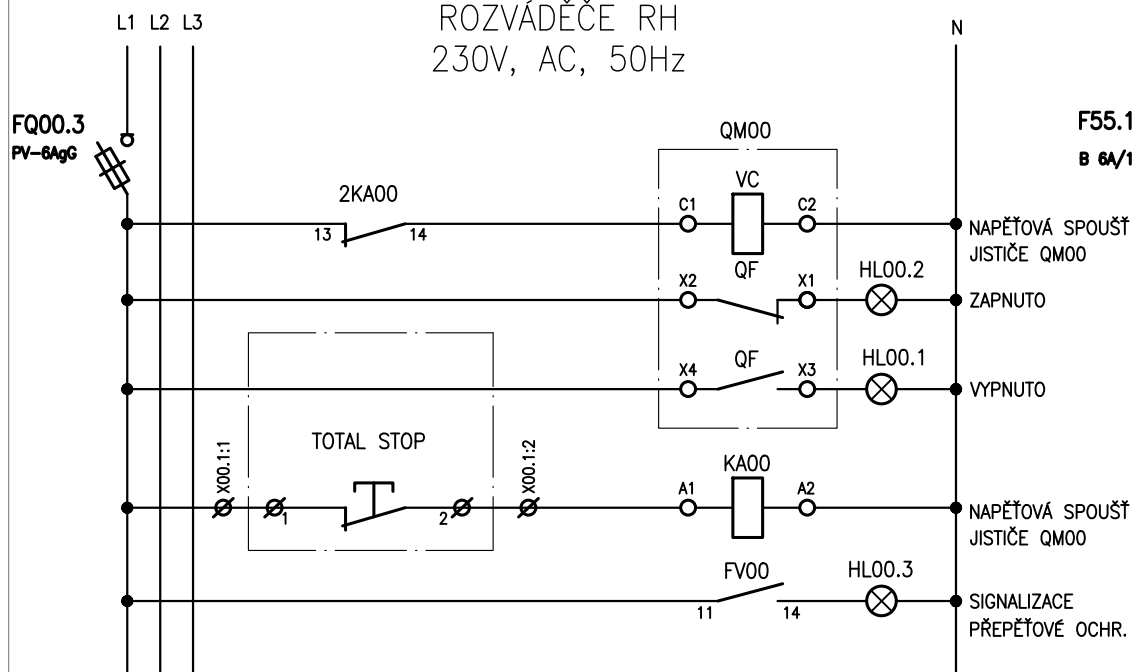 ROZVÁDĚČE RH
230V, AC, 50Hz
L1 L2 L3
N
FQ00.3
PV-6AgG
F55.1
B 6A/1
QM00
2KA00
VC
C1
C2
13
14
NAPĚŤOVÁ SPOUŠŤ
JISTIČE QM00
QF
X2
X1
HL00.2
ZAPNUTO
QF
X4
X3
HL00.1
VYPNUTO
TOTAL STOP
X00.1:1
X00.1:2
1
2
KA00
A1
A2
NAPĚŤOVÁ SPOUŠŤ
JISTIČE QM00
FV00
HL00.3
11
14
SIGNALIZACE
PŘEPĚŤOVÉ OCHR.